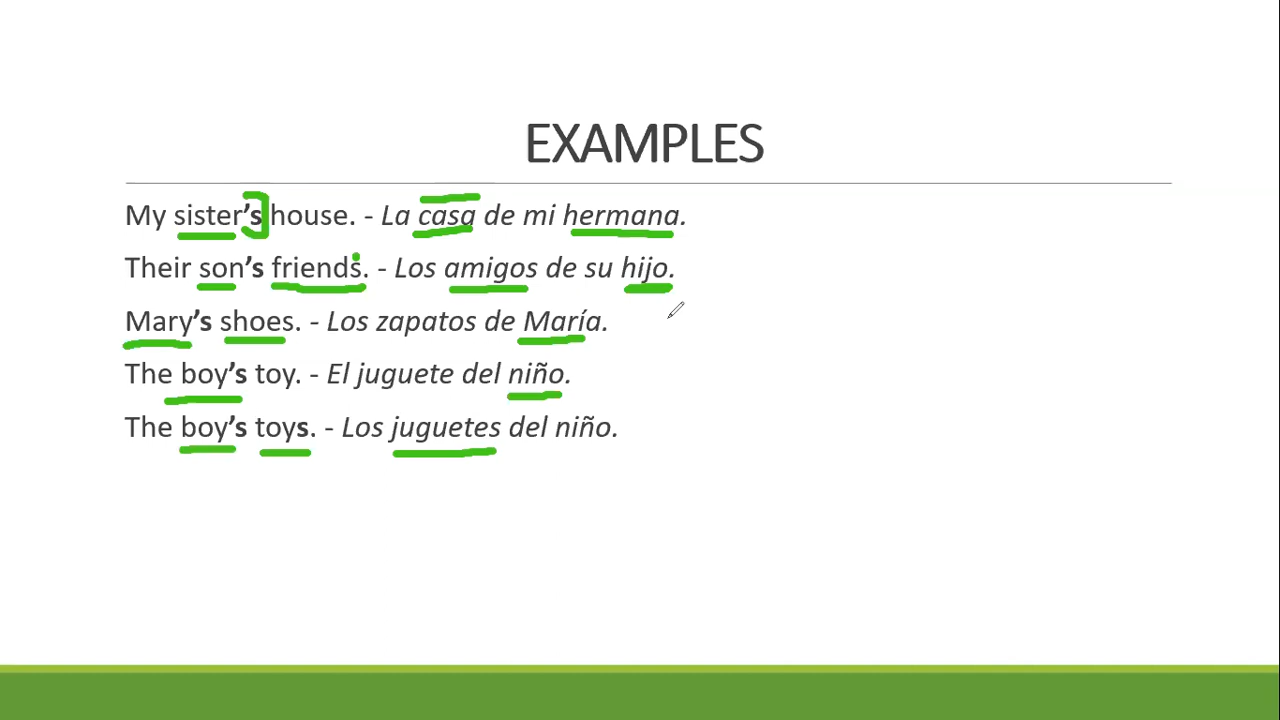 EXAMPLES
My sister’s house. - La casa de mi hermana.
Their son’s friends. - Los amigos de su hijo.
Mary’s shoes. - Los zapatos de María.
The boy’s toy. - El juguete del niño.
The boy’s toys. - Los juguetes del niño.